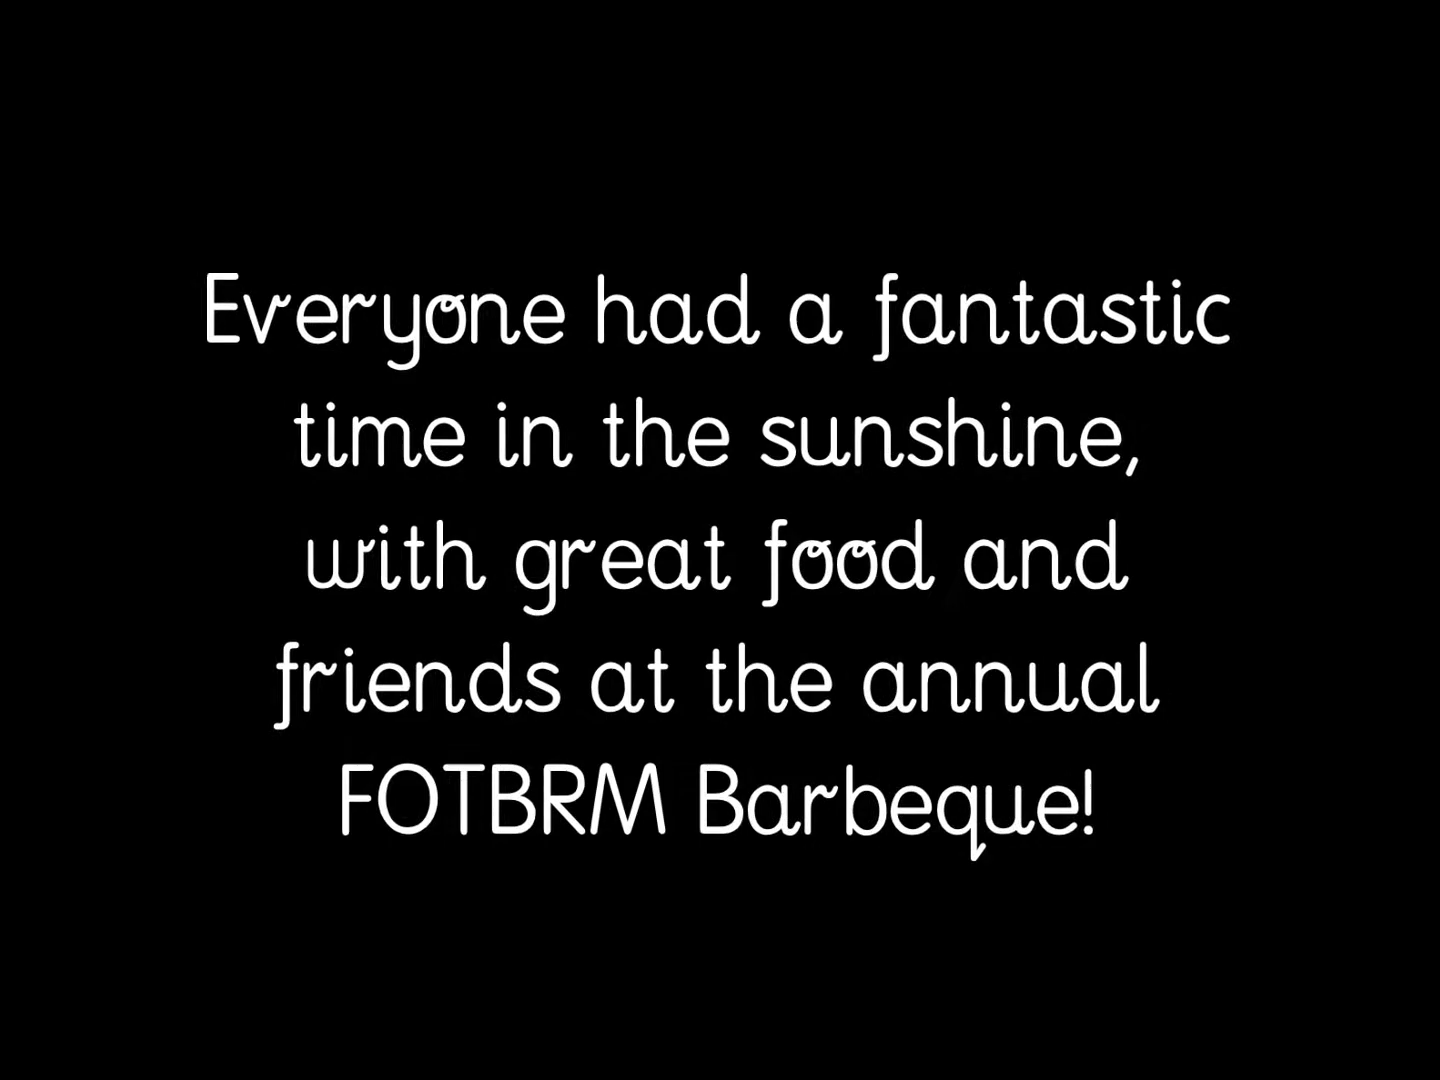 Everyone had a fantastic
time in the sunshine,
with great food and
friends at the annual
FOTBRM Barbeque!